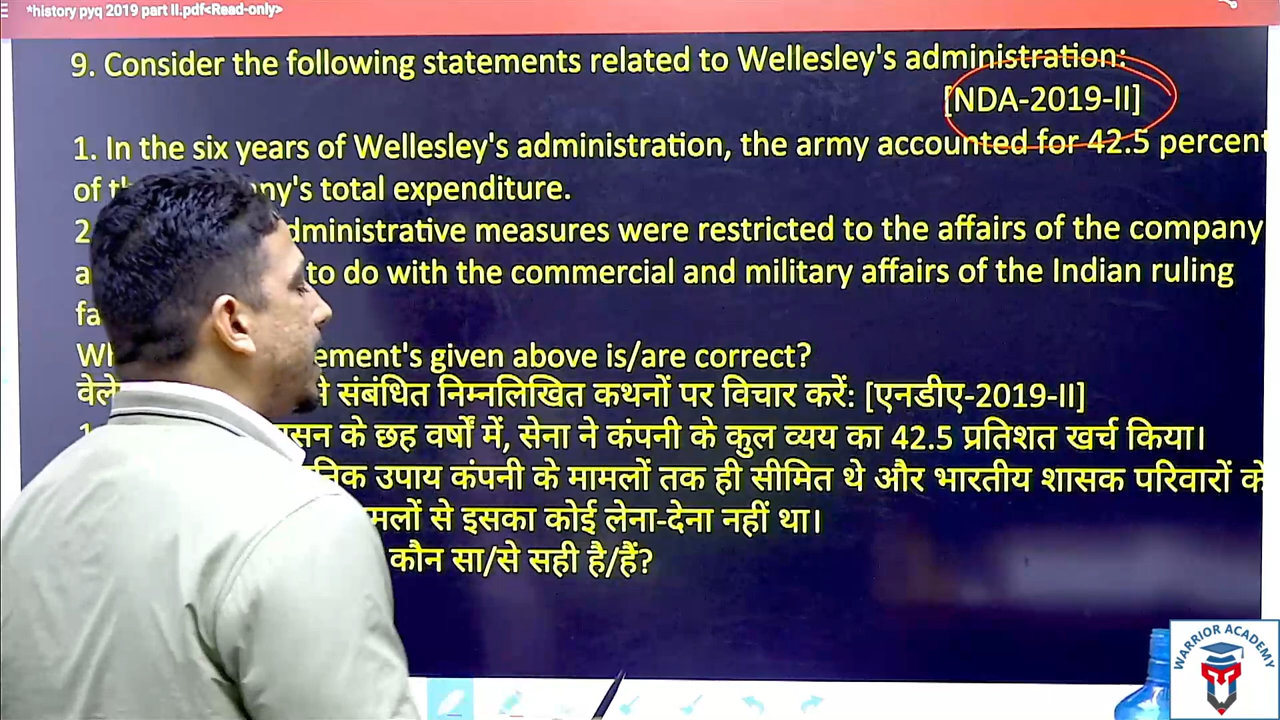 *history pyq 2019 part II.pdf<Read-only>
9. Consider the following statements related to Wellesley's administration:
[NDA-2019-II]
1. In the six years of Wellesley's administration, the army accounted for 42.5 percent
of ny's total expenditure.
2 dministrative measures were restricted to the affairs of the company
a to do with the commercial and military affairs of the Indian ruling
fa
Wh ement's given above is/are correct?
वेले संबंधित निम्नलिखित कथनों पर विचार करें: [एनडीए-2019-II]
1 सन के छह वर्षों में, सेना ने कंपनी के कुल व्यय का 42.5 प्रतिशत खर्च किया।
निक उपाय कंपनी के मामलों तक ही सीमित थे और भारतीय शासक परिवारों के
मलों से इसका कोई लेना-देना नहीं था।
कौन सा/से सही है/हैं?
WARRIOR ACADEMY